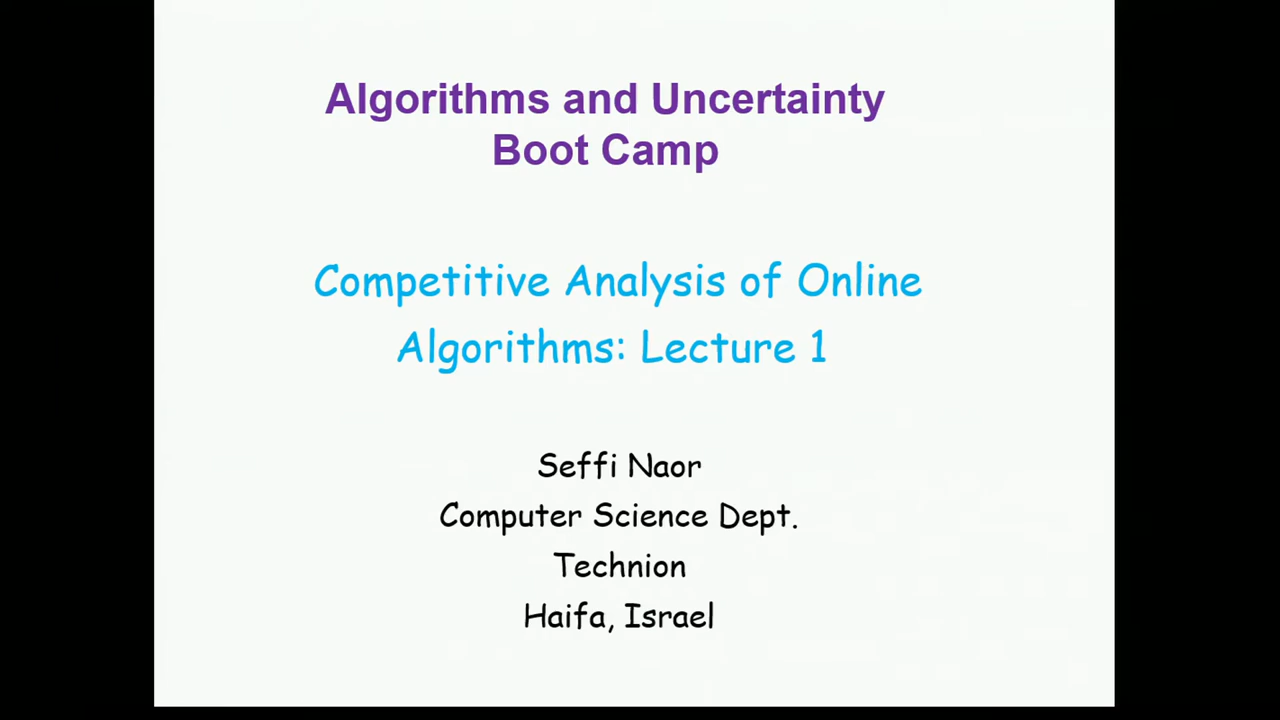 Algorithms and Uncertainty
Boot Camp
Competitive Analysis of Online
Algorithms: Lecture 1
Seffi Naor
Computer Science Dept.
Technion
Haifa, Israel